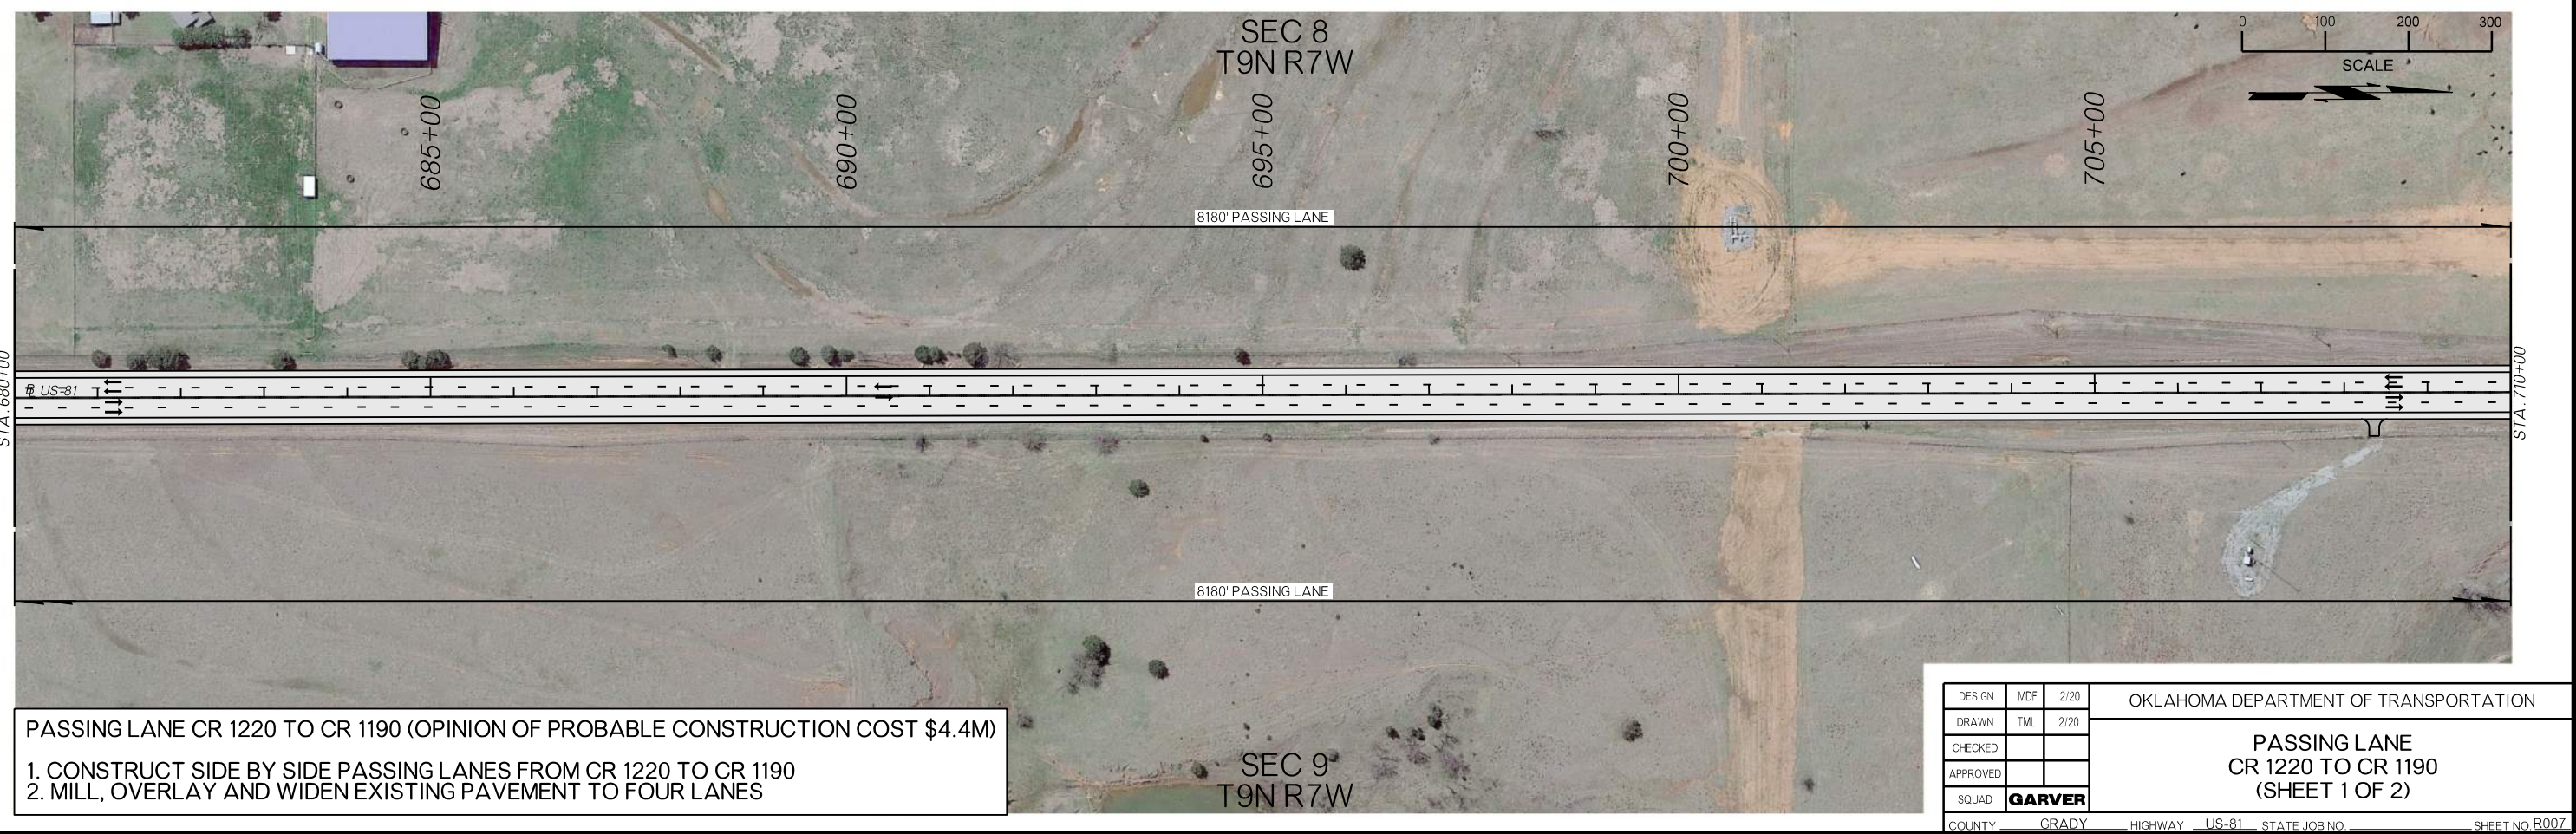 SEC 8
T9N R7W
0 100 200 300
SCALE
685+00
690+00
695+00
700+00
705+00
8180' PASSING LANE
STA. 680+00
℄ US-81
STA. 710+00
8180' PASSING LANE
SEC 9
T9N R7W
PASSING LANE CR 1220 TO CR 1190 (OPINION OF PROBABLE CONSTRUCTION COST $4.4M)
1. CONSTRUCT SIDE BY SIDE PASSING LANES FROM CR 1220 TO CR 1190
2. MILL, OVERLAY AND WIDEN EXISTING PAVEMENT TO FOUR LANES
DESIGN MDF 2/20
DRAWN TML 2/20
CHECKED
APPROVED
SQUAD GARVER
OKLAHOMA DEPARTMENT OF TRANSPORTATION
PASSING LANE
CR 1220 TO CR 1190
(SHEET 1 OF 2)
COUNTY GRADY HIGHWAY US-81 STATE JOB NO. SHEET NO. R007